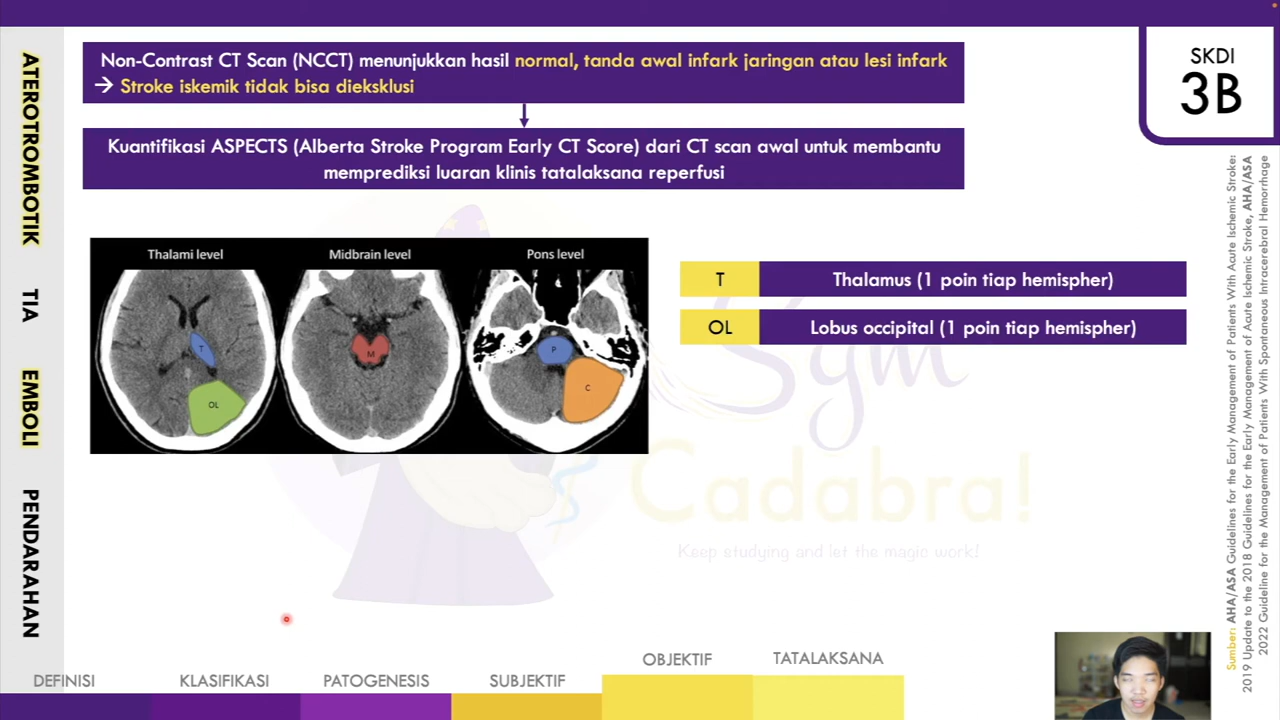 Non-Contrast CT Scan (NCCT) menunjukkan hasil normal, tanda awal infark jaringan atau lesi infark
→ Stroke iskemik tidak bisa dieksklusi
SKDI
3B
Kuantifikasi ASPECTS (Alberta Stroke Program Early CT Score) dari CT scan awal untuk membantu
memprediksi luaran klinis tatalaksana reperfusi
ATEROTROMBOTIK
TIA
EMBOLI
PENDARAHAN
Thalami level
Midbrain level
Pons level
T
OL
M
P
C
T
Thalamus (1 poin tiap hemispher)
OL
Lobus occipital (1 poin tiap hemispher)
Sym
Cadabra!
Keep studying and let the magic work!
Sumber: AHA/ASA Guidelines for the Early Management of Patients With Acute Ischemic Stroke:
2019 Update to the 2018 Guidelines for the Early Management of Acute Ischemic Stroke, AHA/ASA
2022 Guideline for the Management of Patients With Spontaneous Intracerebral Hemorrhage
DEFINISI
KLASIFIKASI
PATOGENESIS
SUBJEKTIF
OBJEKTIF
TATALAKSANA